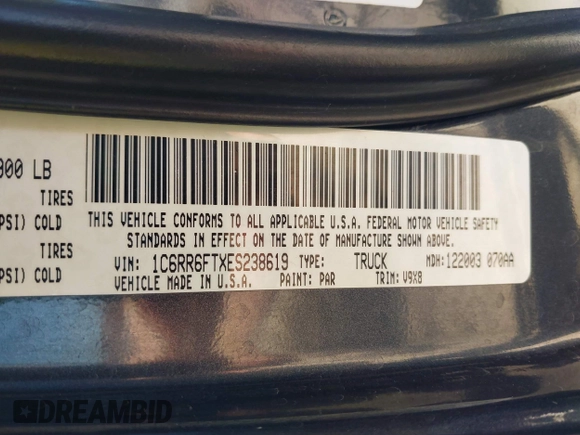 000 LB
TIRES
PSI) COLD
TIRES
PSI) COLD
THIS VEHICLE CONFORMS TO ALL APPLICABLE U.S.A. FEDERAL MOTOR VEHICLE SAFETY
STANDARDS IN EFFECT ON THE DATE OF MANUFACTURE SHOWN ABOVE.
VIN: 1C6RR6FTXES238619 TYPE: TRUCK MDH: 122003 070AA
VEHICLE MADE IN U.S.A. PAINT: PAR TRIM: V9X8
DREAMBID